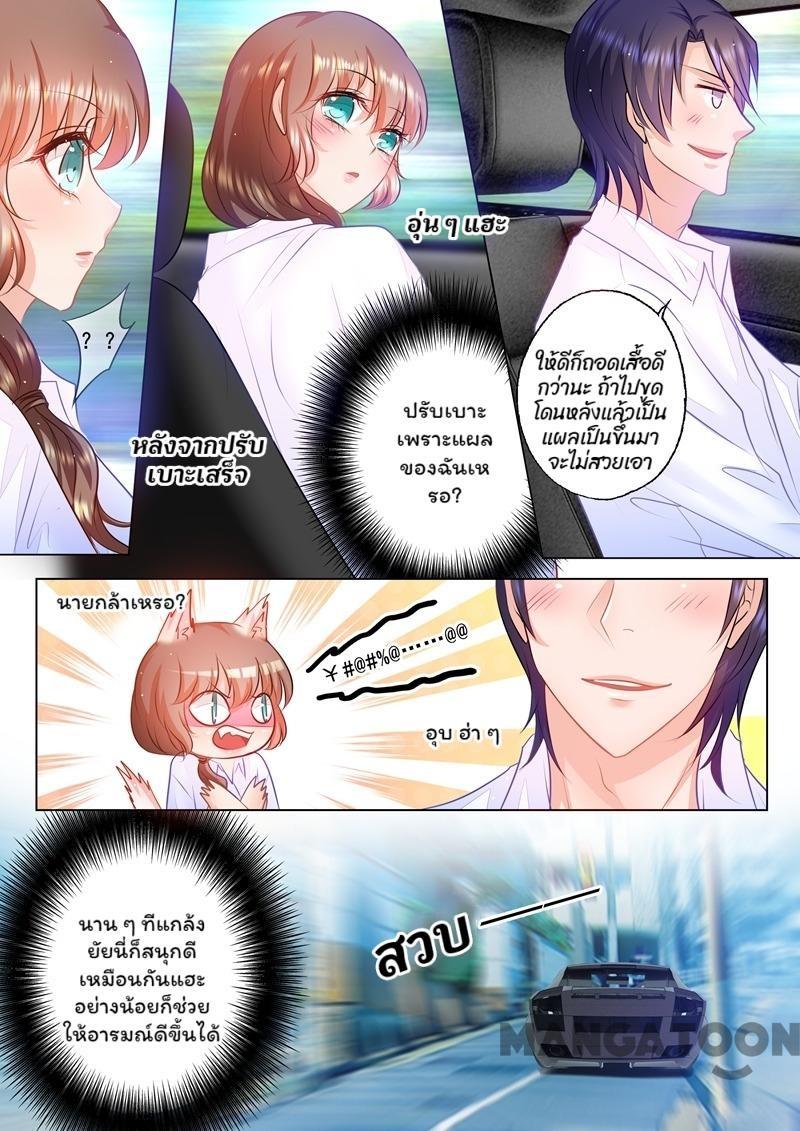 ? ?
หลังจากปรับ
เบาะเสร็จ
อุ่น ๆ แฮะ
ปรับเบาะ
เพราะแผล
ของฉันเห
รอ?
ให้ดีก็ถอดเสื้อดี
กว่านะ ถ้าไปขูด
โดนหลังแล้วเป็น
แผลเป็นขึ้นมา
จะไม่สวยเอา
นายกล้าเหรอ?
￥#@#%@……@@
อุบ ฮ่า ๆ
นาน ๆ ทีแกล้ง
ยัยนี่ก็สนุกดี
เหมือนกันแฮะ
อย่างน้อยก็ช่วย
ให้อารมณ์ดีขึ้นได้
สวบ——
MANGATOON